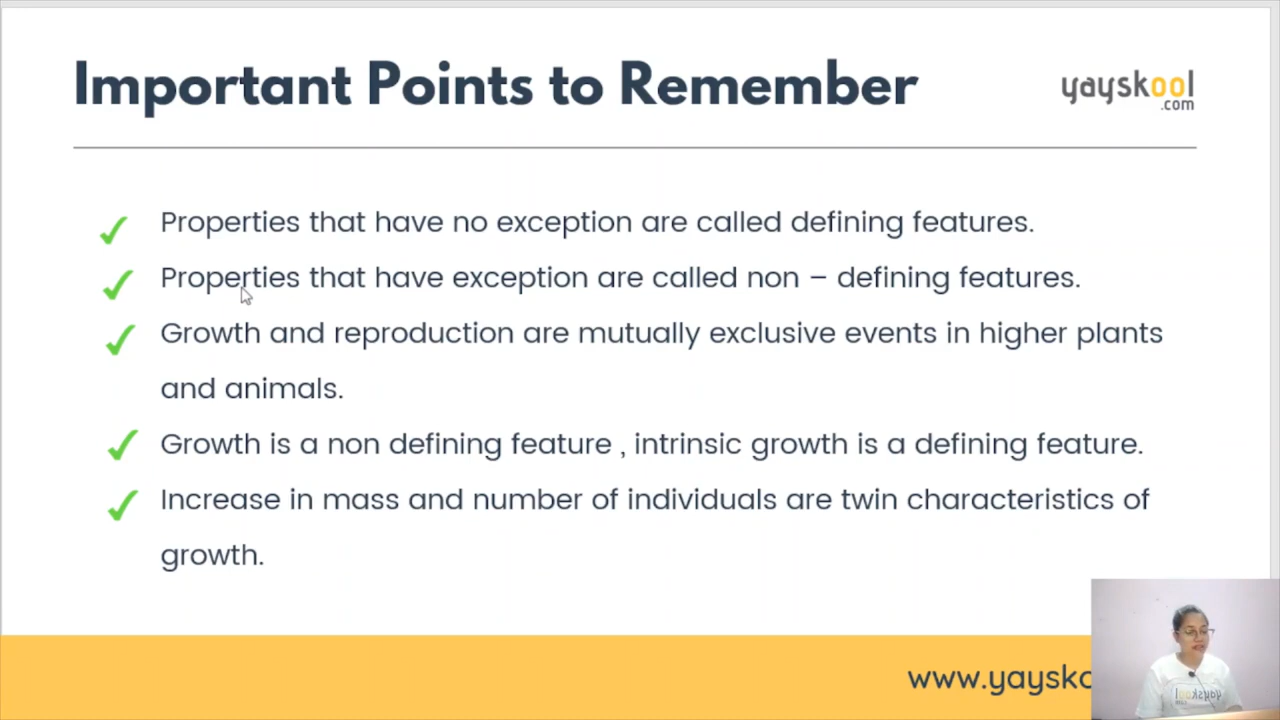 Important Points to Remember
yayskool
.com
Properties that have no exception are called defining features.
Properties that have exception are called non – defining features.
Growth and reproduction are mutually exclusive events in higher plants
and animals.
Growth is a non defining feature , intrinsic growth is a defining feature.
Increase in mass and number of individuals are twin characteristics of
growth.
www.yaysko